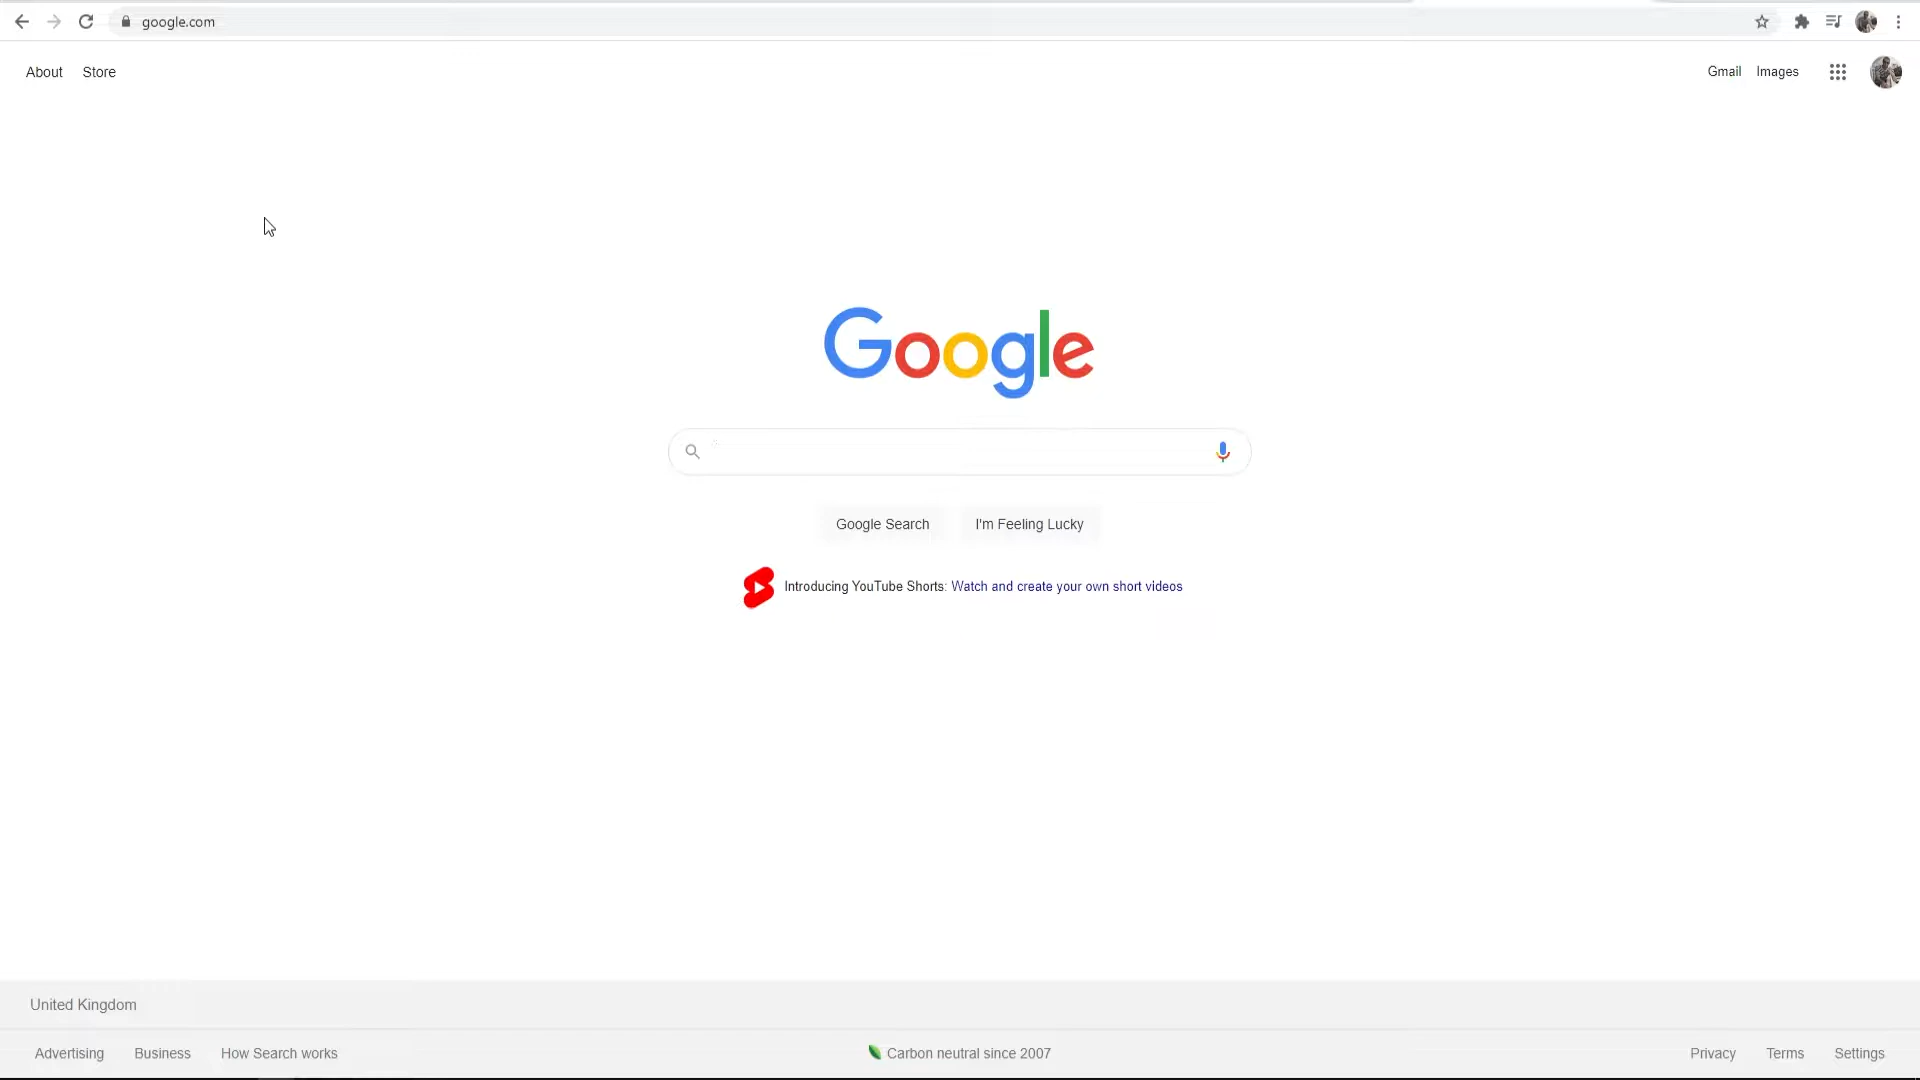 google.com
About Store
Gmail Images
Google
Google Search I'm Feeling Lucky
Introducing YouTube Shorts: Watch and create your own short videos
United Kingdom
Advertising Business How Search works
Carbon neutral since 2007
Privacy Terms Settings